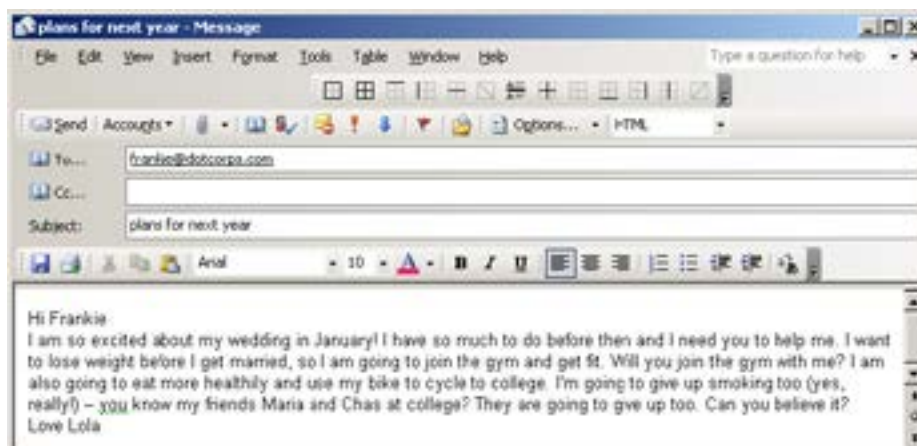 plans for next year - Message
File Edit View Insert Format Tools Table Window Help Type a question for help
Send Accounts Options... HTML
To... frankie@dotcorps.com
Cc...
Subject: plans for next year
Arial 10 A B I U
Hi Frankie
I am so excited about my wedding in January! I have so much to do before then and I need you to help me. I want
to lose weight before I get married, so I am going to join the gym and get fit. Will you join the gym with me? I am
also going to eat more healthily and use my bike to cycle to college. I'm going to give up smoking too (yes,
really!) – you know my friends Maria and Chas at college? They are going to give up too. Can you believe it?
Love Lola